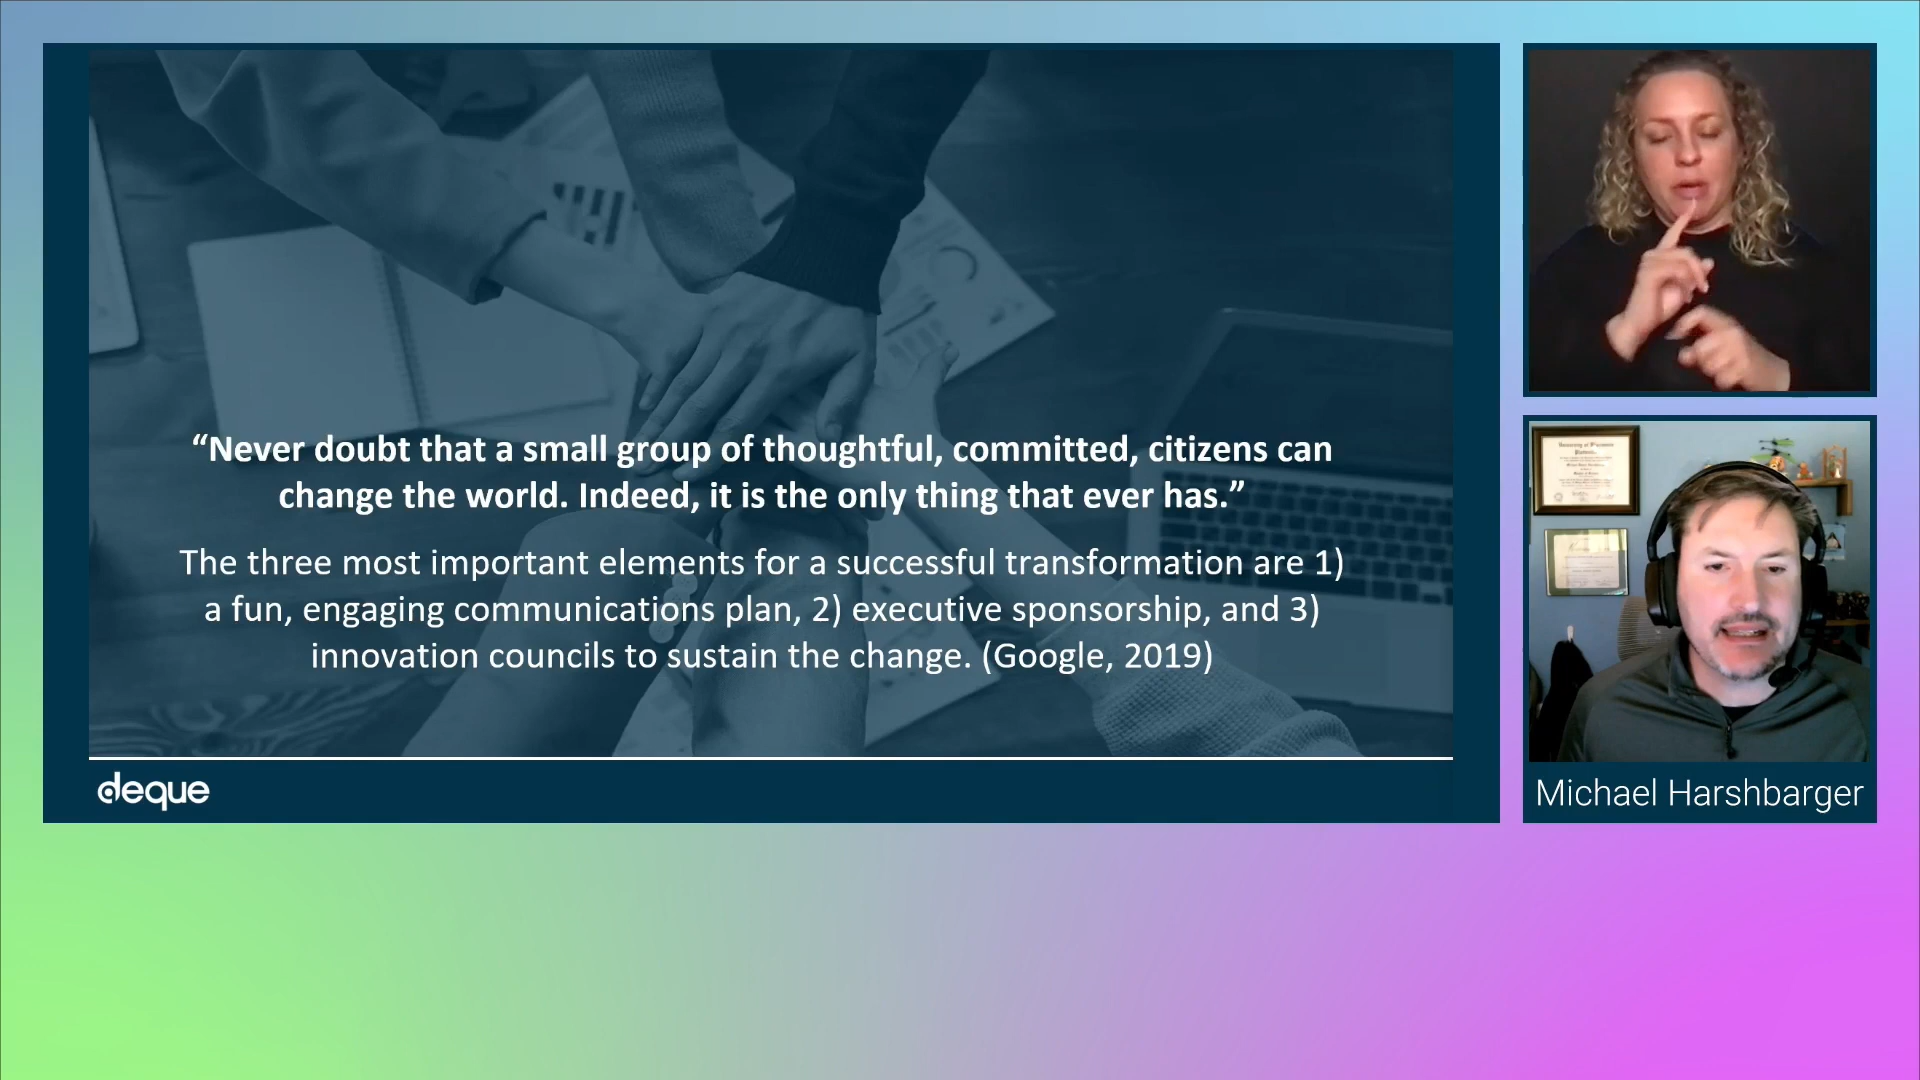 “Never doubt that a small group of thoughtful, committed, citizens can
change the world. Indeed, it is the only thing that ever has.”
The three most important elements for a successful transformation are 1)
a fun, engaging communications plan, 2) executive sponsorship, and 3)
innovation councils to sustain the change. (Google, 2019)
deque
Michael Harshbarger